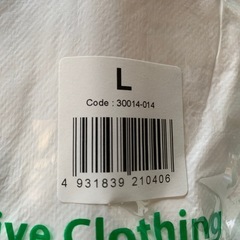 L
Code : 30014-014
4 931839 210406
ive Clothing